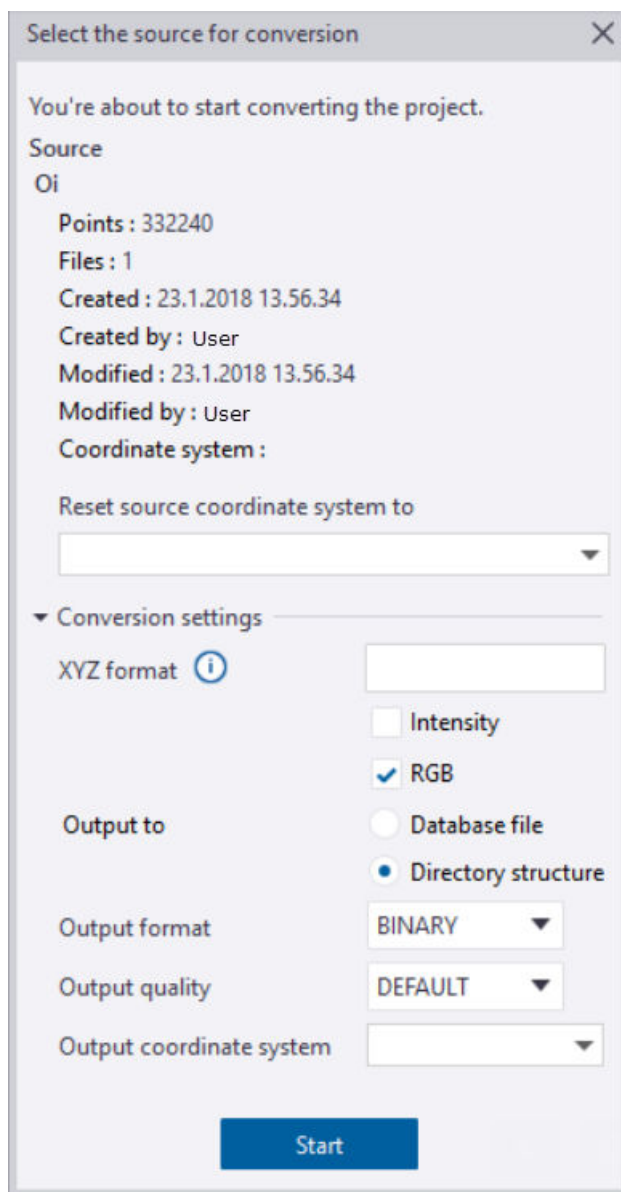 Select the source for conversion
You're about to start converting the project.
Source
Oi
Points : 332240
Files : 1
Created : 23.1.2018 13.56.34
Created by : User
Modified : 23.1.2018 13.56.34
Modified by : User
Coordinate system :
Reset source coordinate system to
Conversion settings
XYZ format
Intensity
RGB
Output to
Database file
Directory structure
Output format BINARY
Output quality DEFAULT
Output coordinate system
Start